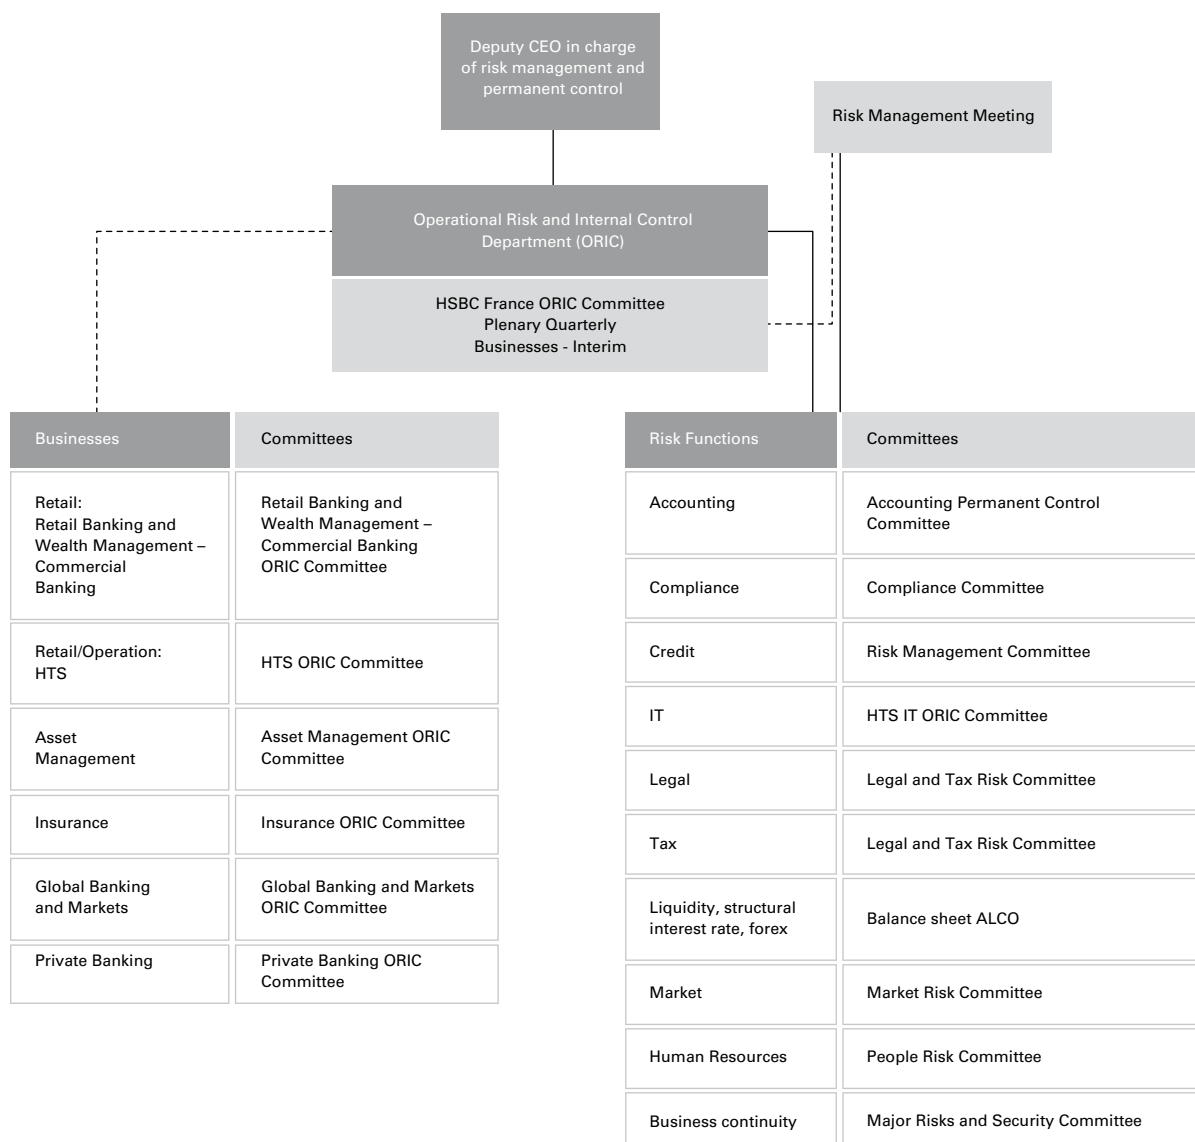 Deputy CEO in charge
of risk management and
permanent control
Risk Management Meeting
Operational Risk and Internal Control
Department (ORIC)
HSBC France ORIC Committee
Plenary Quarterly
Businesses - Interim
Businesses
Committees
Retail:
Retail Banking and
Wealth Management –
Commercial
Banking
Retail Banking and
Wealth Management –
Commercial Banking
ORIC Committee
Retail/Operation:
HTS
HTS ORIC Committee
Asset
Management
Asset Management ORIC
Committee
Insurance
Insurance ORIC Committee
Global Banking
and Markets
Global Banking and Markets
ORIC Committee
Private Banking
Private Banking ORIC
Committee
Risk Functions
Committees
Accounting
Accounting Permanent Control
Committee
Compliance
Compliance Committee
Credit
Risk Management Committee
IT
HTS IT ORIC Committee
Legal
Legal and Tax Risk Committee
Tax
Legal and Tax Risk Committee
Liquidity, structural
interest rate, forex
Balance sheet ALCO
Market
Market Risk Committee
Human Resources
People Risk Committee
Business continuity
Major Risks and Security Committee